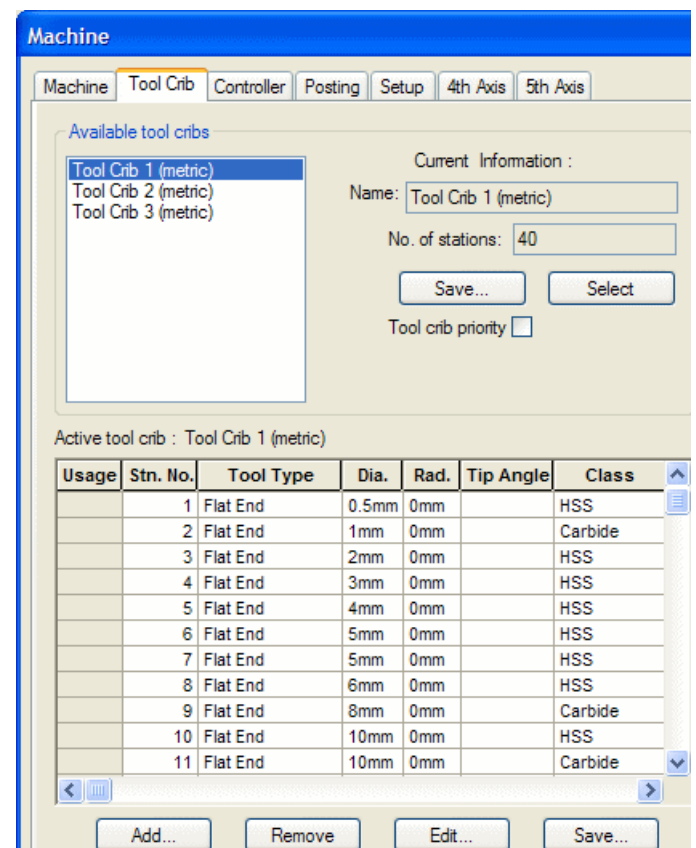 Machine
Machine Tool Crib Controller Posting Setup 4th Axis 5th Axis
Available tool cribs
Tool Crib 1 (metric)
Tool Crib 2 (metric)
Tool Crib 3 (metric)
Current Information :
Name: Tool Crib 1 (metric)
No. of stations: 40
Save... Select
Tool crib priority
Active tool crib : Tool Crib 1 (metric)
Usage Stn. No. Tool Type Dia. Rad. Tip Angle Class
1 Flat End 0.5mm 0mm HSS
2 Flat End 1mm 0mm Carbide
3 Flat End 2mm 0mm HSS
4 Flat End 3mm 0mm HSS
5 Flat End 4mm 0mm HSS
6 Flat End 5mm 0mm HSS
7 Flat End 5mm 0mm HSS
8 Flat End 6mm 0mm HSS
9 Flat End 8mm 0mm Carbide
10 Flat End 10mm 0mm HSS
11 Flat End 10mm 0mm Carbide
Add... Remove Edit... Save...